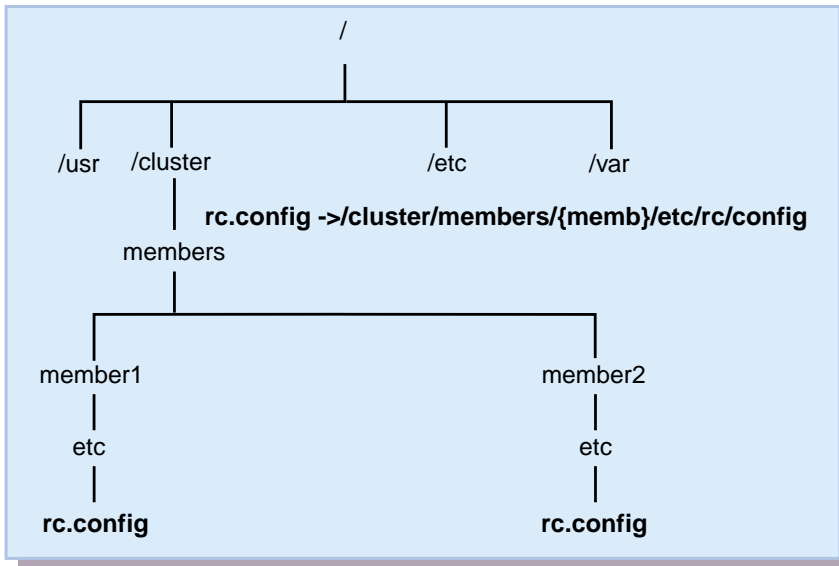 /
/usr /cluster /etc /var
rc.config ->/cluster/members/{memb}/etc/rc/config
members
member1 member2
etc etc
rc.config rc.config